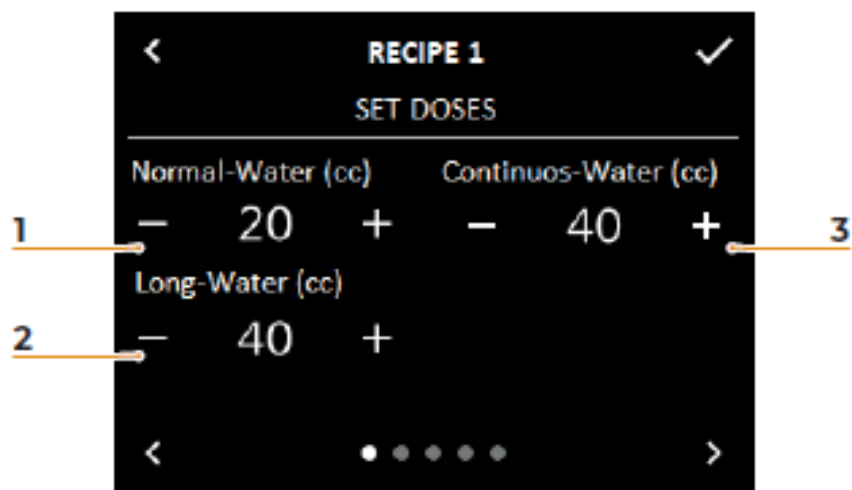 RECIPE 1
SET DOSES
Normal-Water (cc) Continuos-Water (cc)
1 − 20 + − 40 + 3
Long-Water (cc)
2 − 40 +